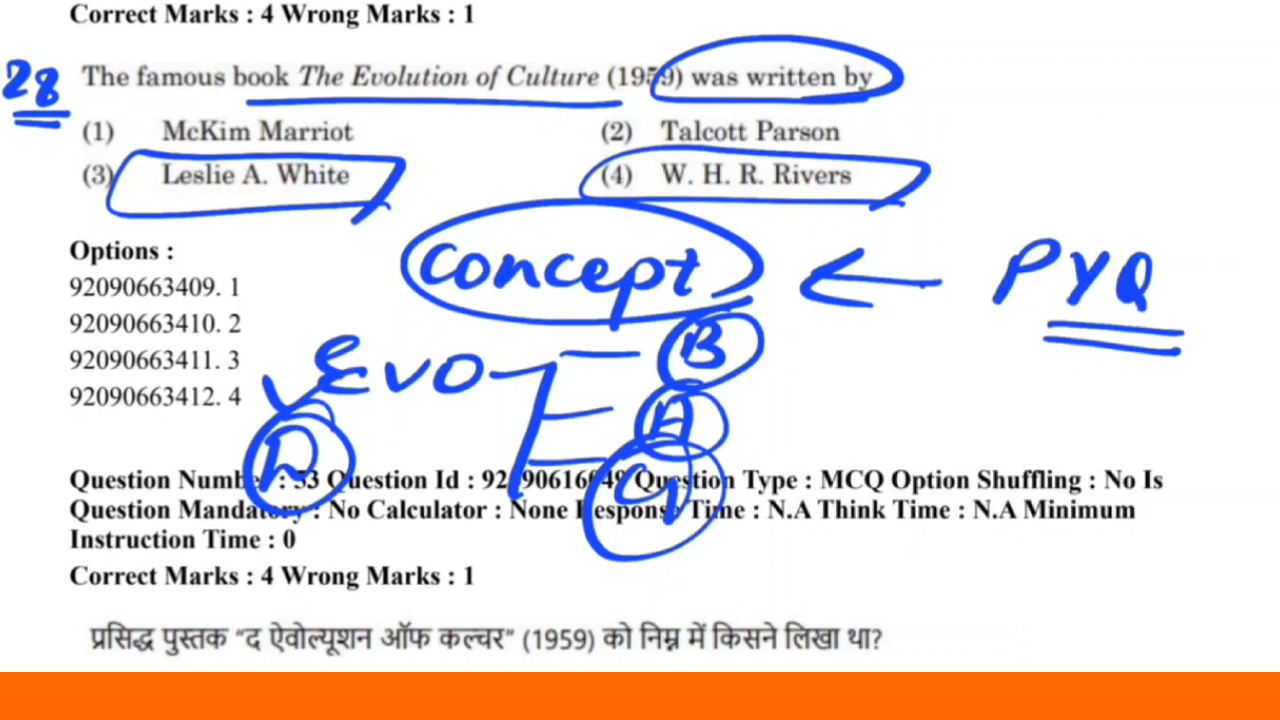 Correct Marks : 4 Wrong Marks : 1
28 The famous book The Evolution of Culture (1959) was written by
(1) McKim Marriot (2) Talcott Parson
(3) Leslie A. White (4) W. H. R. Rivers
concept ← PYQ
Options :
92090663409. 1
92090663410. 2
92090663411. 3
92090663412. 4
Evo B
A
D G
Question Number : 53 Question Id : Question Type : MCQ Option Shuffling : No Is
Question Mandatory : No Calculator : None Response Time : N.A Think Time : N.A Minimum
Instruction Time : 0
Correct Marks : 4 Wrong Marks : 1
प्रसिद्ध पुस्तक “द ऐवोल्यूशन ऑफ कल्चर” (1959) को निम्न में किसने लिखा था?